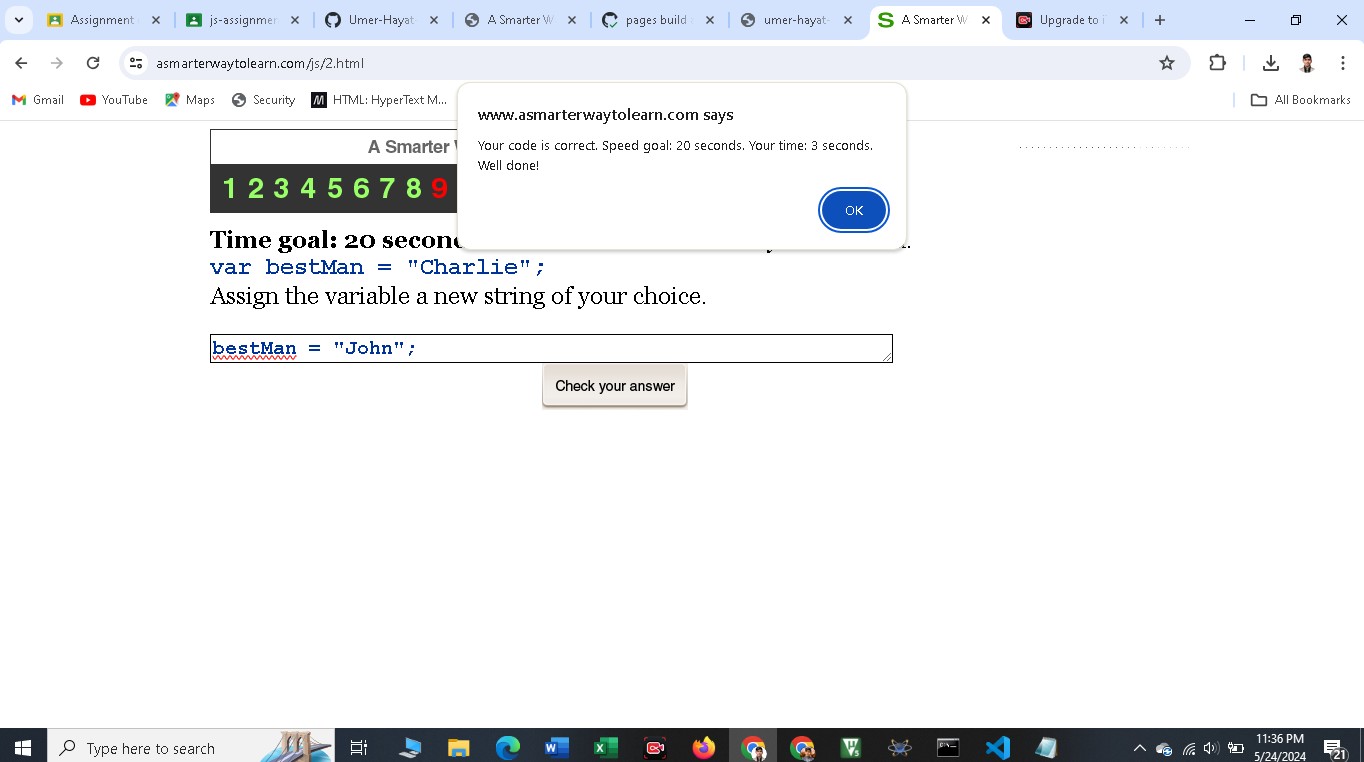 Assignment
js-assignmen
Umer-Hayat
A Smarter W
pages build
umer-hayat-
A Smarter W
Upgrade to i
asmarterwaytolearn.com/js/2.html
Gmail
YouTube
Maps
Security
HTML: HyperText M...
All Bookmarks
www.asmarterwaytolearn.com says
Your code is correct. Speed goal: 20 seconds. Your time: 3 seconds.
Well done!
OK
A Smarter
1 2 3 4 5 6 7 8 9
Time goal: 20 secon
var bestMan = "Charlie";
Assign the variable a new string of your choice.
bestMan = "John";
Check your answer
Type here to search
11:36 PM
5/24/2024
21